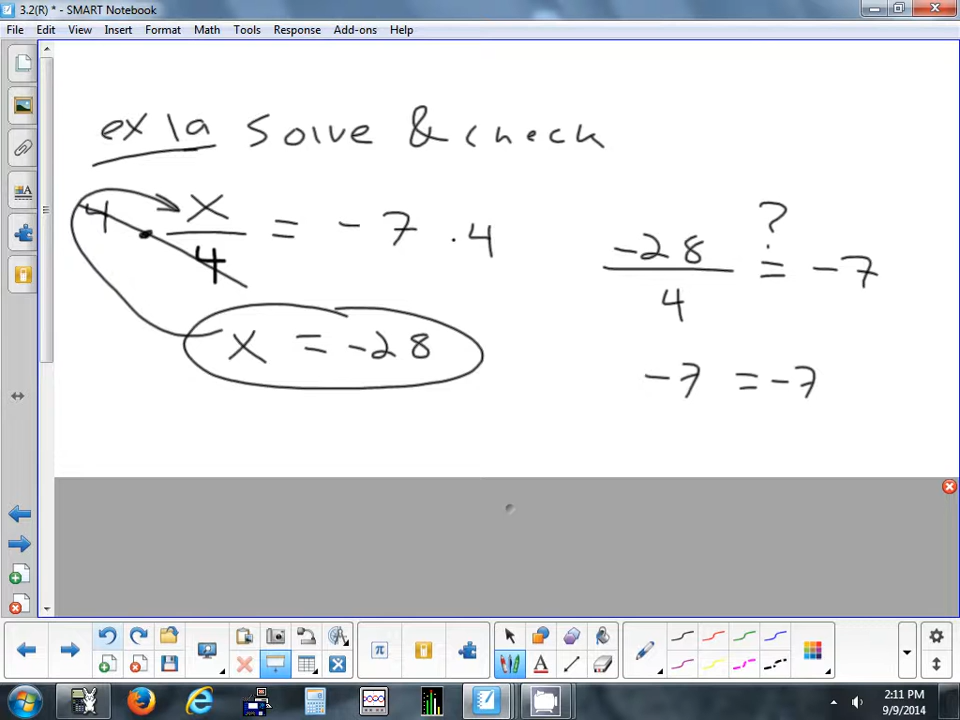 3.2(R) * - SMART Notebook
File Edit View Insert Format Math Tools Response Add-ons Help
ex 1a Solve & check
4 · x/4 = -7 · 4
x = -28
-28/4 ?= -7
-7 = -7
2:11 PM
9/9/2014